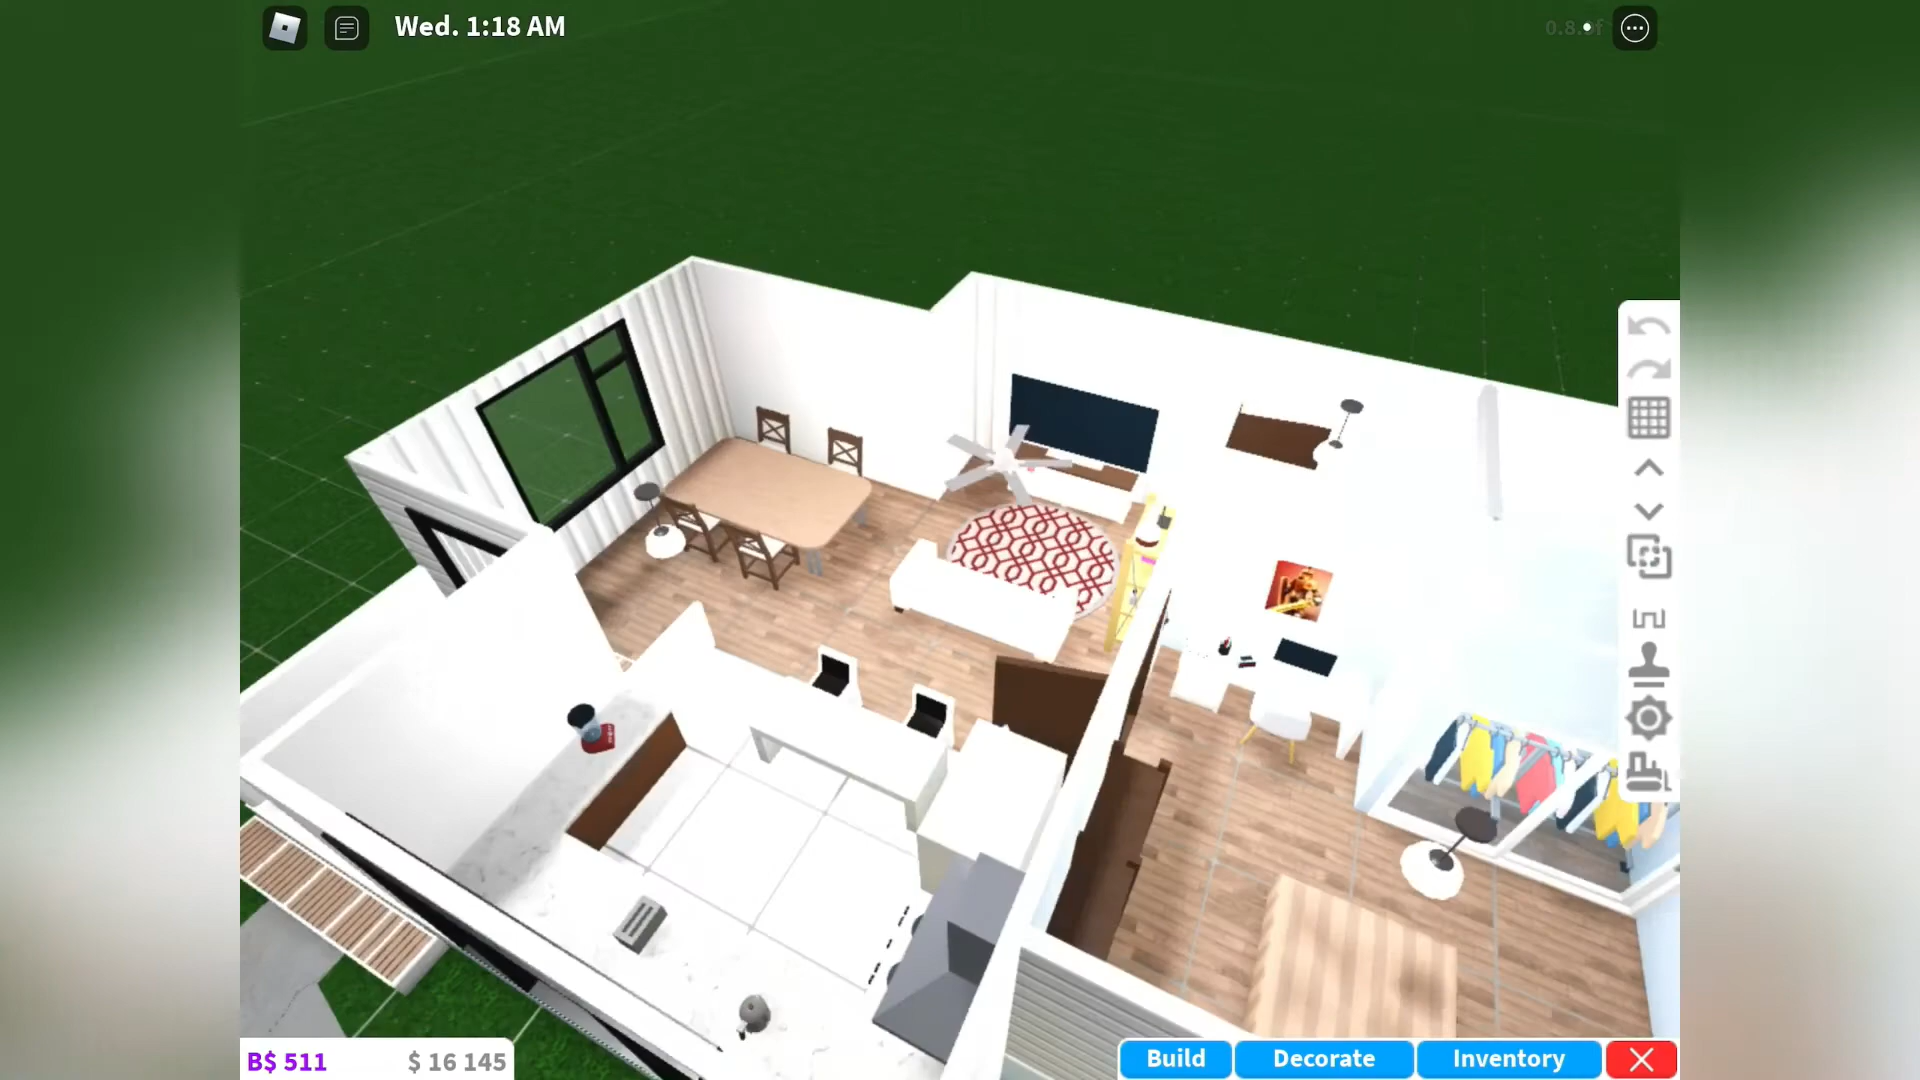 Wed. 1:18 AM
B$ 511
$ 16 145
Build
Decorate
Inventory